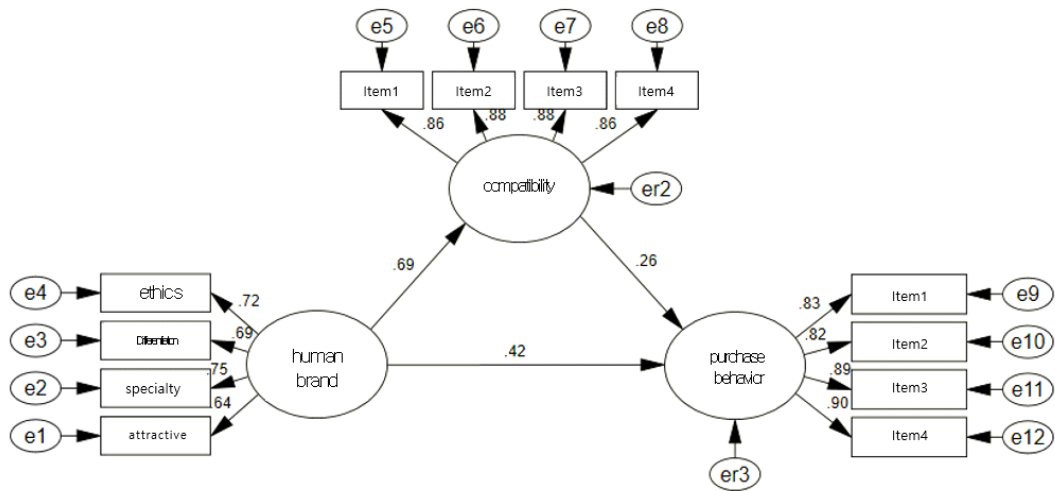 e5 e6 e7 e8
Item1 Item2 Item3 Item4
.86 .88 .88 .86
compatibility
er2
.69
.26
e4 ethics .72
e3 Differentiation .69
e2 specialty .75
e1 attractive .64
human
brand
.42
purchase
behavior
er3
.83 Item1 e9
.82 Item2 e10
.89 Item3 e11
.90 Item4 e12